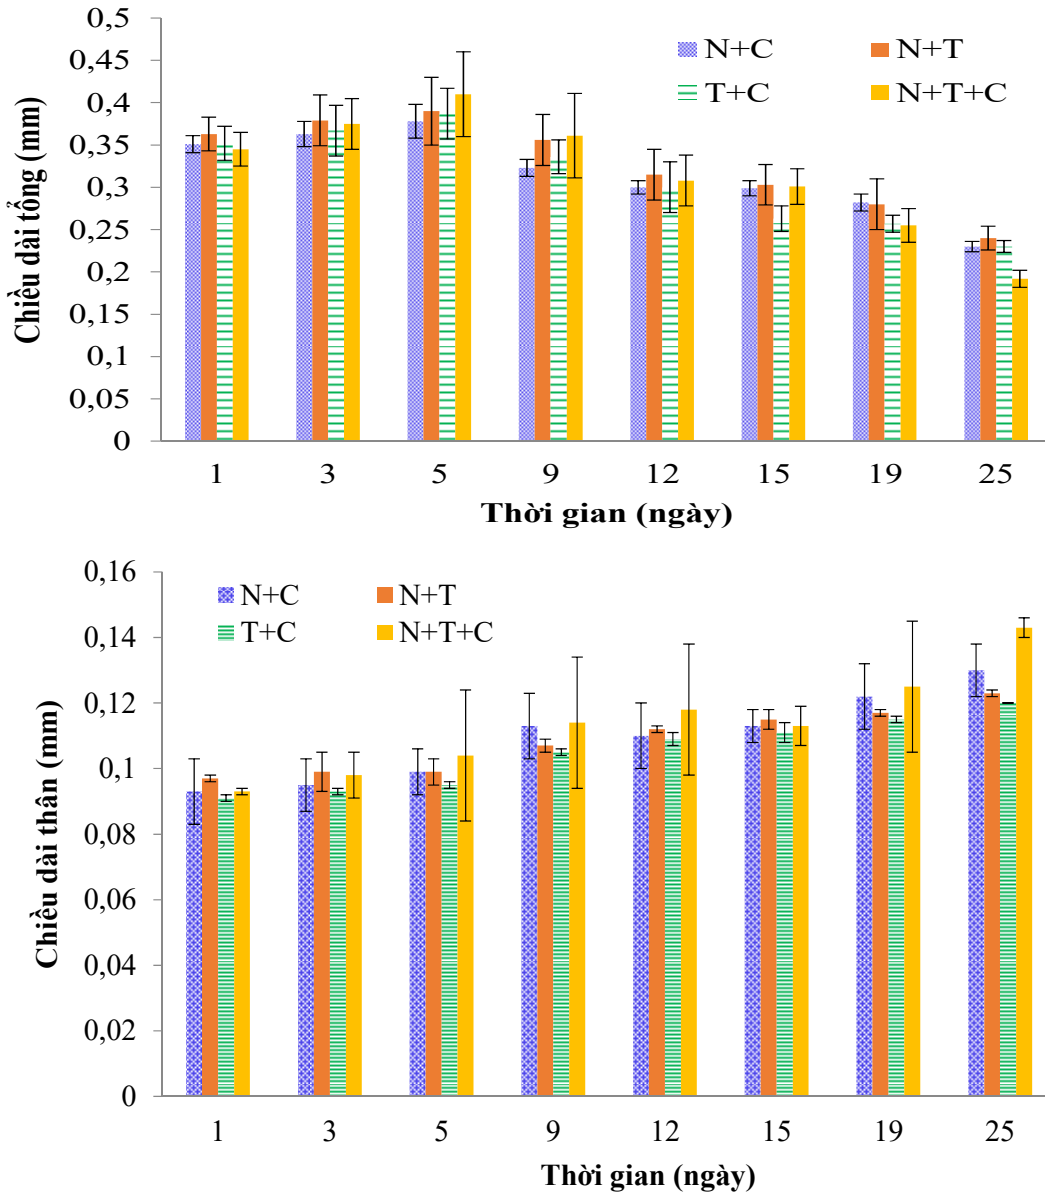 0,5
0,45
0,4
0,35
0,3
0,25
0,2
0,15
0,1
0,05
0
Chiều dài tổng (mm)
N+C N+T
T+C N+T+C
1 3 5 9 12 15 19 25
Thời gian (ngày)
0,16
0,14
0,12
0,1
0,08
0,06
0,04
0,02
0
Chiều dài thân (mm)
N+C N+T
T+C N+T+C
1 3 5 9 12 15 19 25
Thời gian (ngày)